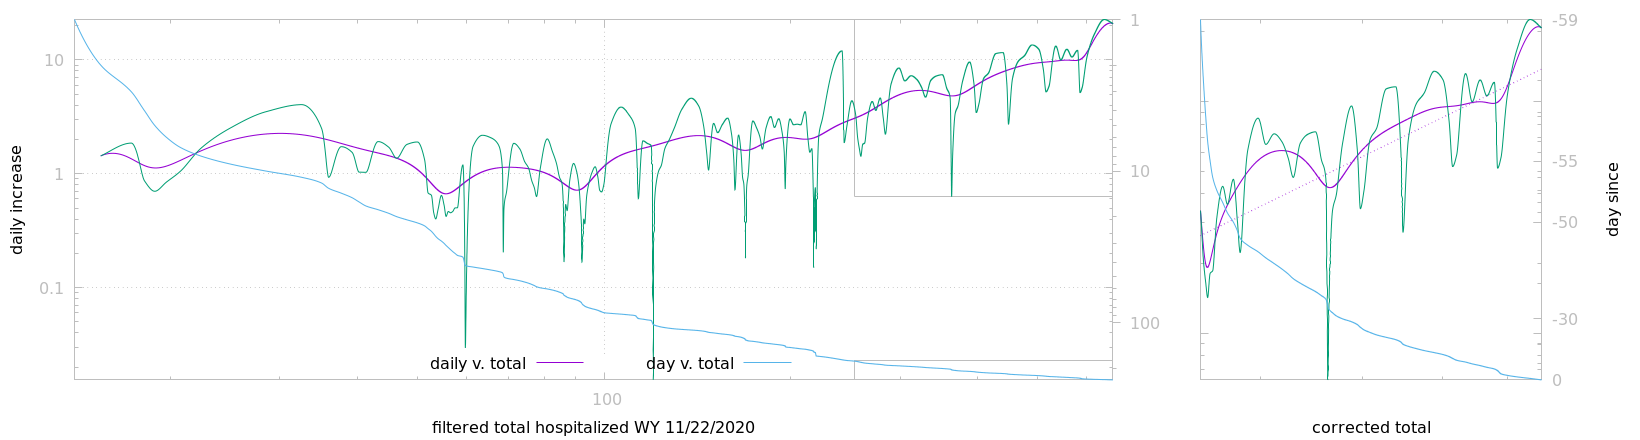 1
-59
10
-55
10
daily increase
1
day since
-50
0.1
-30
100
daily v. total
day v. total
0
100
filtered total hospitalized WY 11/22/2020
corrected total